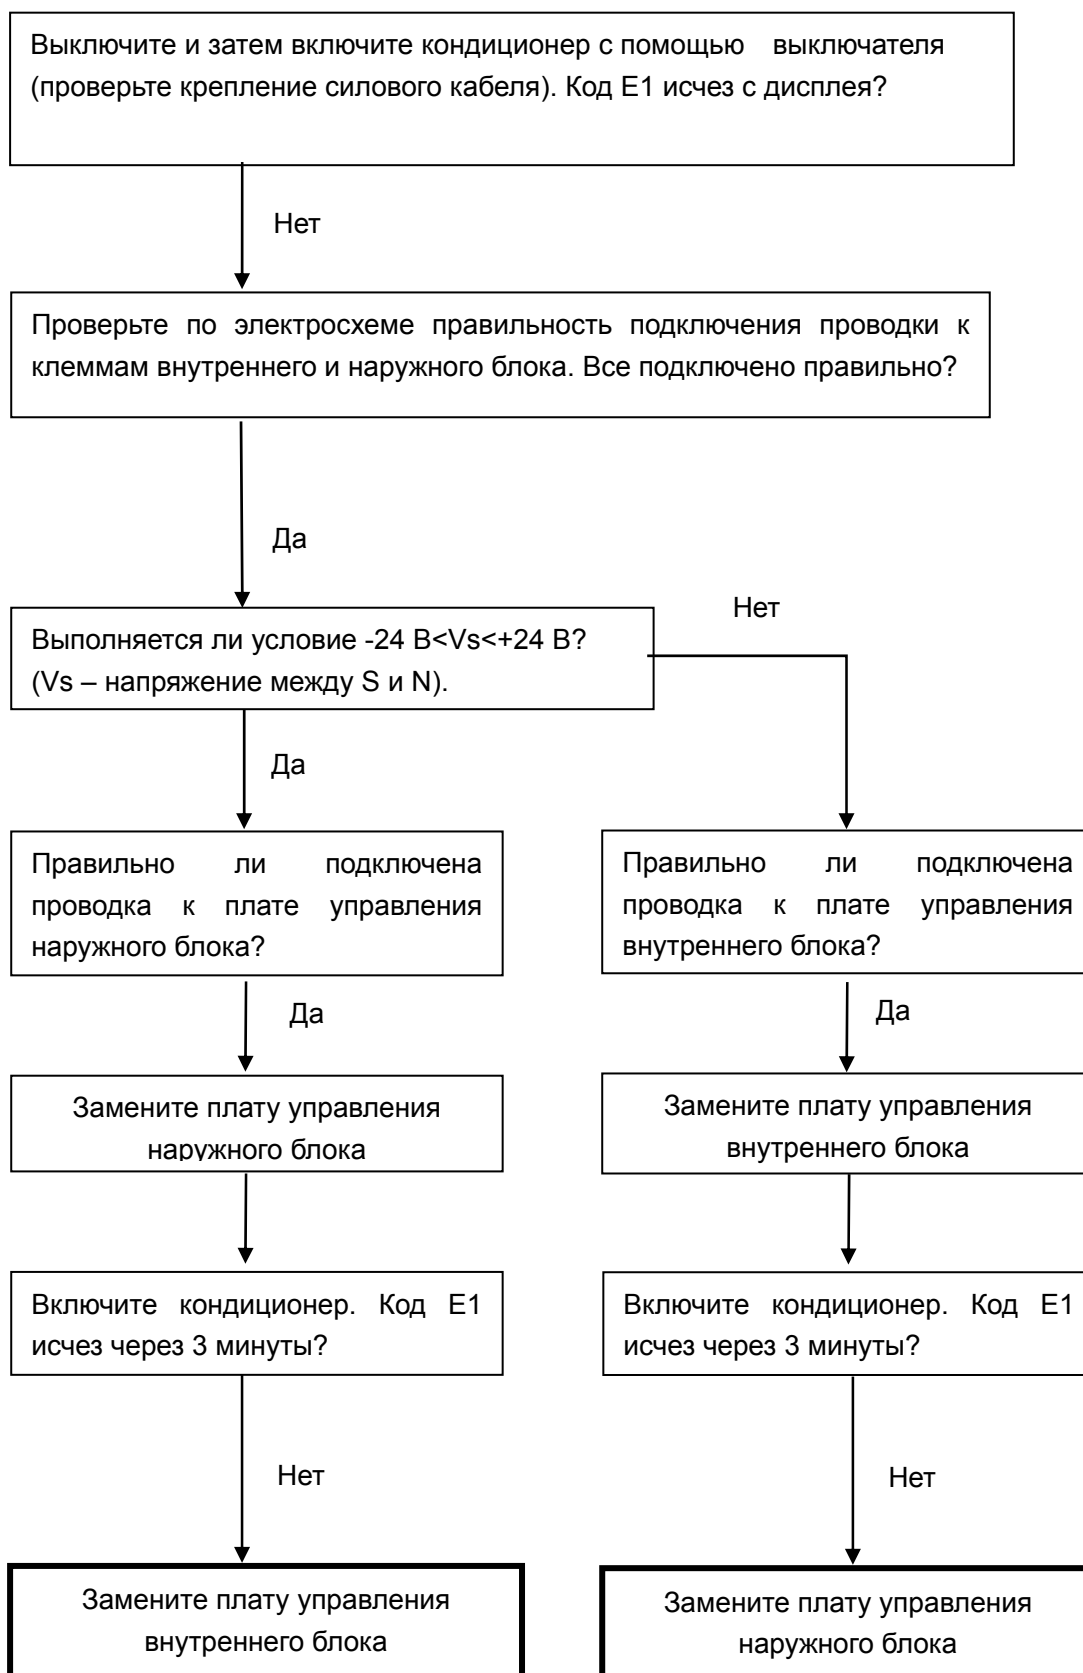 Выключите и затем включите кондиционер с помощью выключателя
(проверьте крепление силового кабеля). Код E1 исчез с дисплея?
Нет
Проверьте по электросхеме правильность подключения проводки к
клеммам внутреннего и наружного блока. Все подключено правильно?
Да
Нет
Выполняется ли условие -24 В<Vs<+24 В?
(Vs – напряжение между S и N).
Да
Правильно ли подключена
проводка к плате управления
наружного блока?
Правильно ли подключена
проводка к плате управления
внутреннего блока?
Да
Да
Замените плату управления
наружного блока
Замените плату управления
внутреннего блока
Включите кондиционер. Код E1
исчез через 3 минуты?
Включите кондиционер. Код E1
исчез через 3 минуты?
Нет
Нет
Замените плату управления
внутреннего блока
Замените плату управления
наружного блока